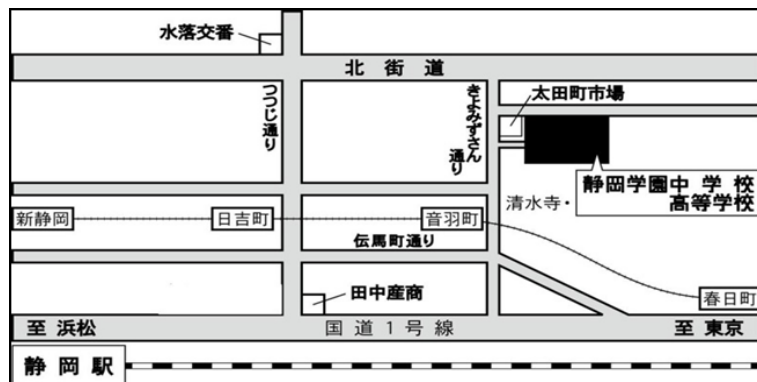 水落交番
北街道
太田町市場
つつじ通り
きよみずさん
通り
静岡学園中学校
高等学校
清水寺・
新静岡
日吉町
音羽町
伝馬町通り
田中産商
春日町
至 浜松
国道1号線
至 東京
静岡駅